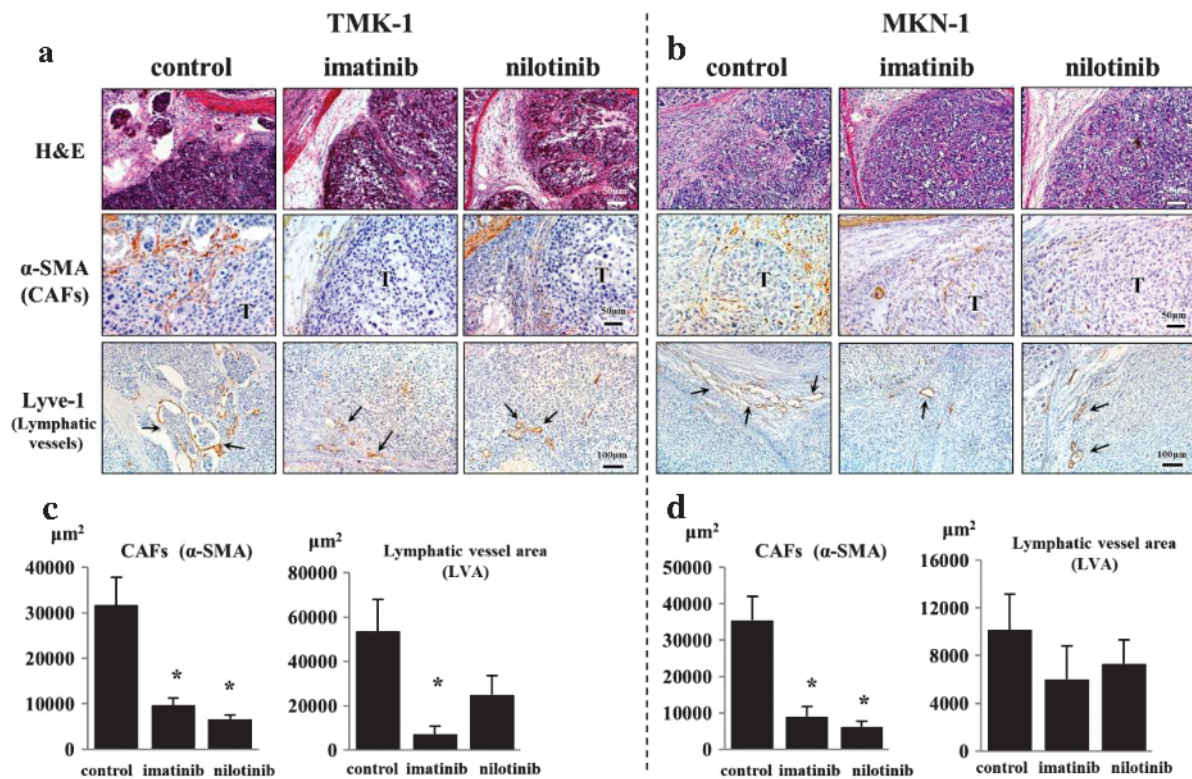 TMK-1
MKN-1
a
b
control imatinib nilotinib
control imatinib nilotinib
H&E
50µm
α-SMA
(CAFs)
T
T
T
50µm
T
T
T
50µm
Lyve-1
(Lymphatic
vessels)
100µm
100µm
c
µm²
CAFs (α-SMA)
40000
30000
20000
10000
0
*
*
control imatinib nilotinib
µm²
Lymphatic vessel area
(LVA)
80000
60000
40000
20000
0
*
control imatinib nilotinib
d
µm²
CAFs (α-SMA)
50000
40000
30000
20000
10000
0
*
*
control imatinib nilotinib
µm²
Lymphatic vessel area
(LVA)
16000
12000
8000
4000
0
control imatinib nilotinib